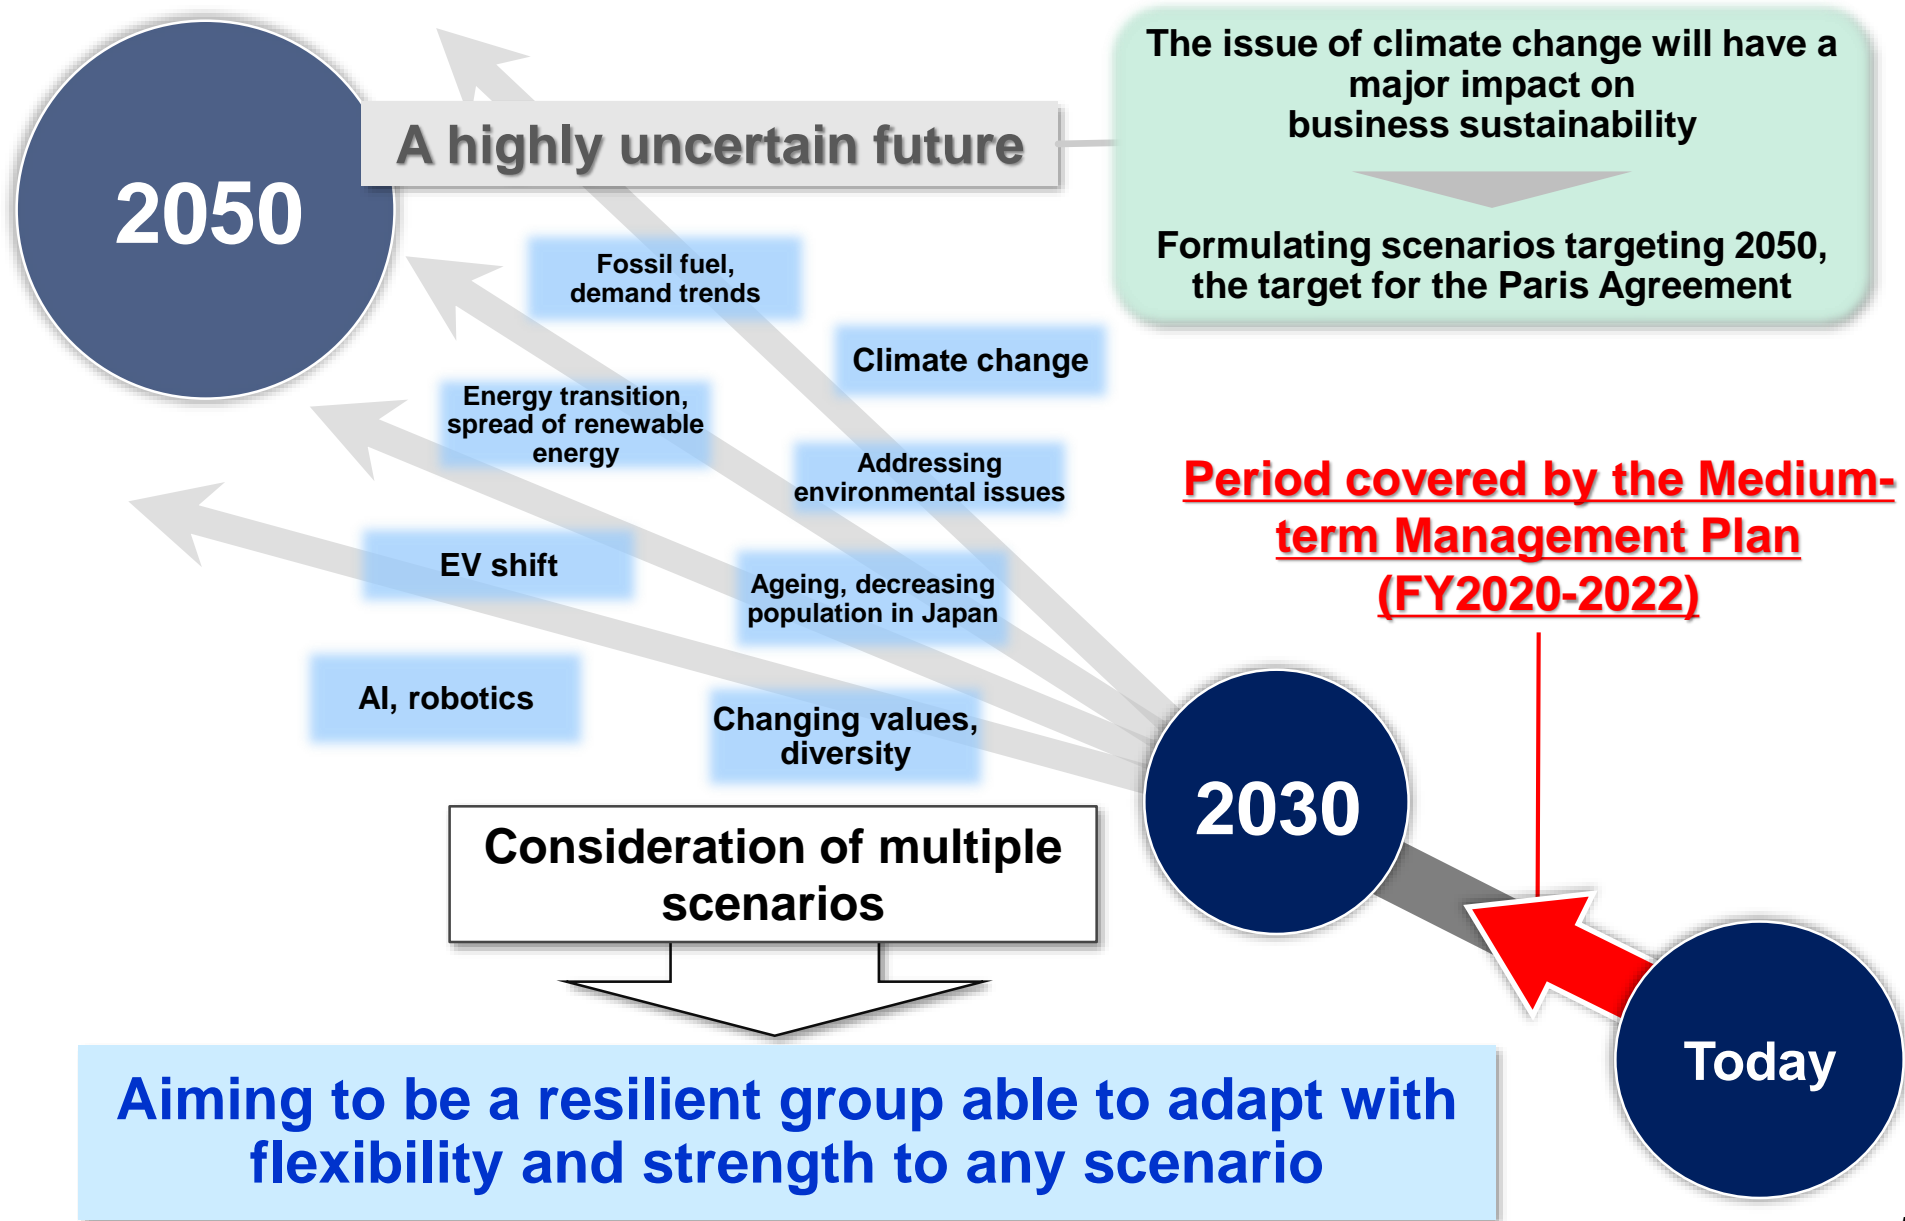 The issue of climate change will have a
major impact on
business sustainability
Formulating scenarios targeting 2050,
the target for the Paris Agreement
A highly uncertain future
2050
Fossil fuel,
demand trends
Climate change
Energy transition,
spread of renewable
energy
Addressing
environmental issues
EV shift
Ageing, decreasing
population in Japan
AI, robotics
Changing values,
diversity
Period covered by the Medium-
term Management Plan
(FY2020-2022)
2030
Today
Consideration of multiple
scenarios
Aiming to be a resilient group able to adapt with
flexibility and strength to any scenario